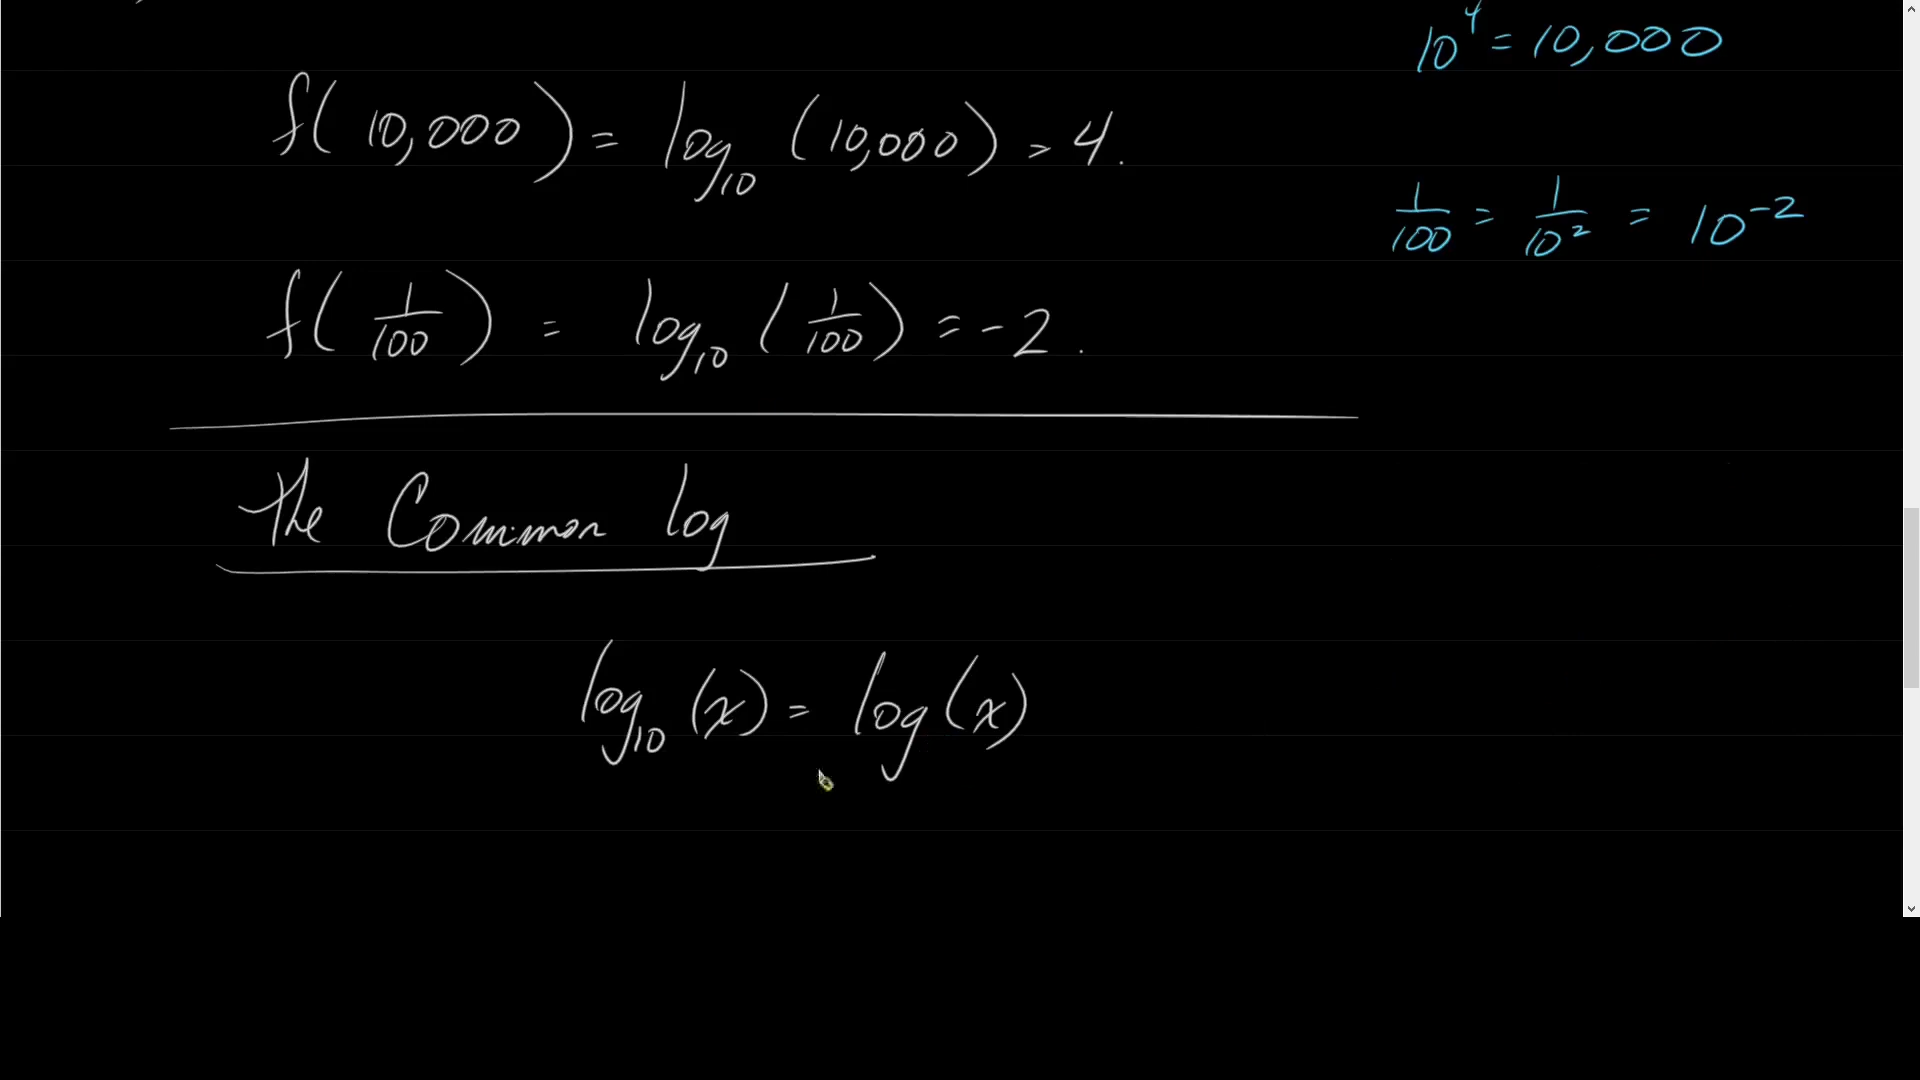 10⁴ = 10,000
f(10,000) = log₁₀(10,000) = 4.
1/100 = 1/10² = 10⁻²
f(1/100) = log₁₀(1/100) = -2.
the Common log
log₁₀(x) = log(x)